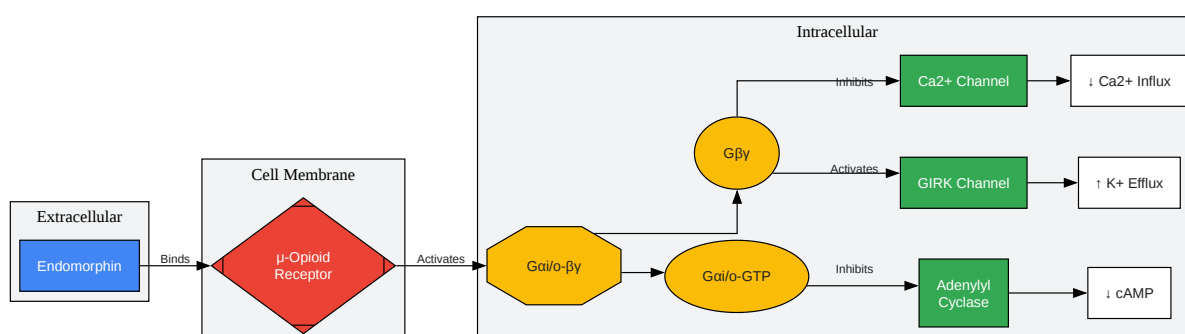 Extracellular
Endomorphin
Binds
Cell Membrane
μ-Opioid
Receptor
Activates
Intracellular
Gαi/o-βγ
Gβγ
Inhibits
Ca2+ Channel
↓ Ca2+ Influx
Activates
GIRK Channel
↑ K+ Efflux
Gαi/o-GTP
Inhibits
Adenylyl
Cyclase
↓ cAMP